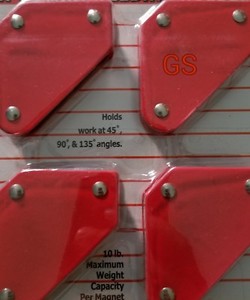 GS
Holds
work at 45°,
90°, & 135° angles.
10 lb.
Maximum
Weight
Capacity
Per Magnet